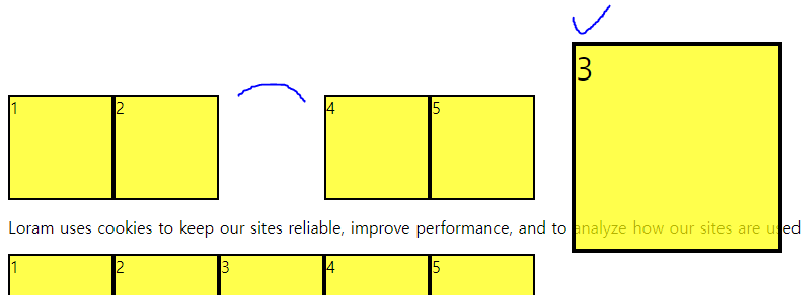 3
1 2 4 5
Loram uses cookies to keep our sites reliable, improve performance, and to analyze how our sites are used
1 2 3 4 5